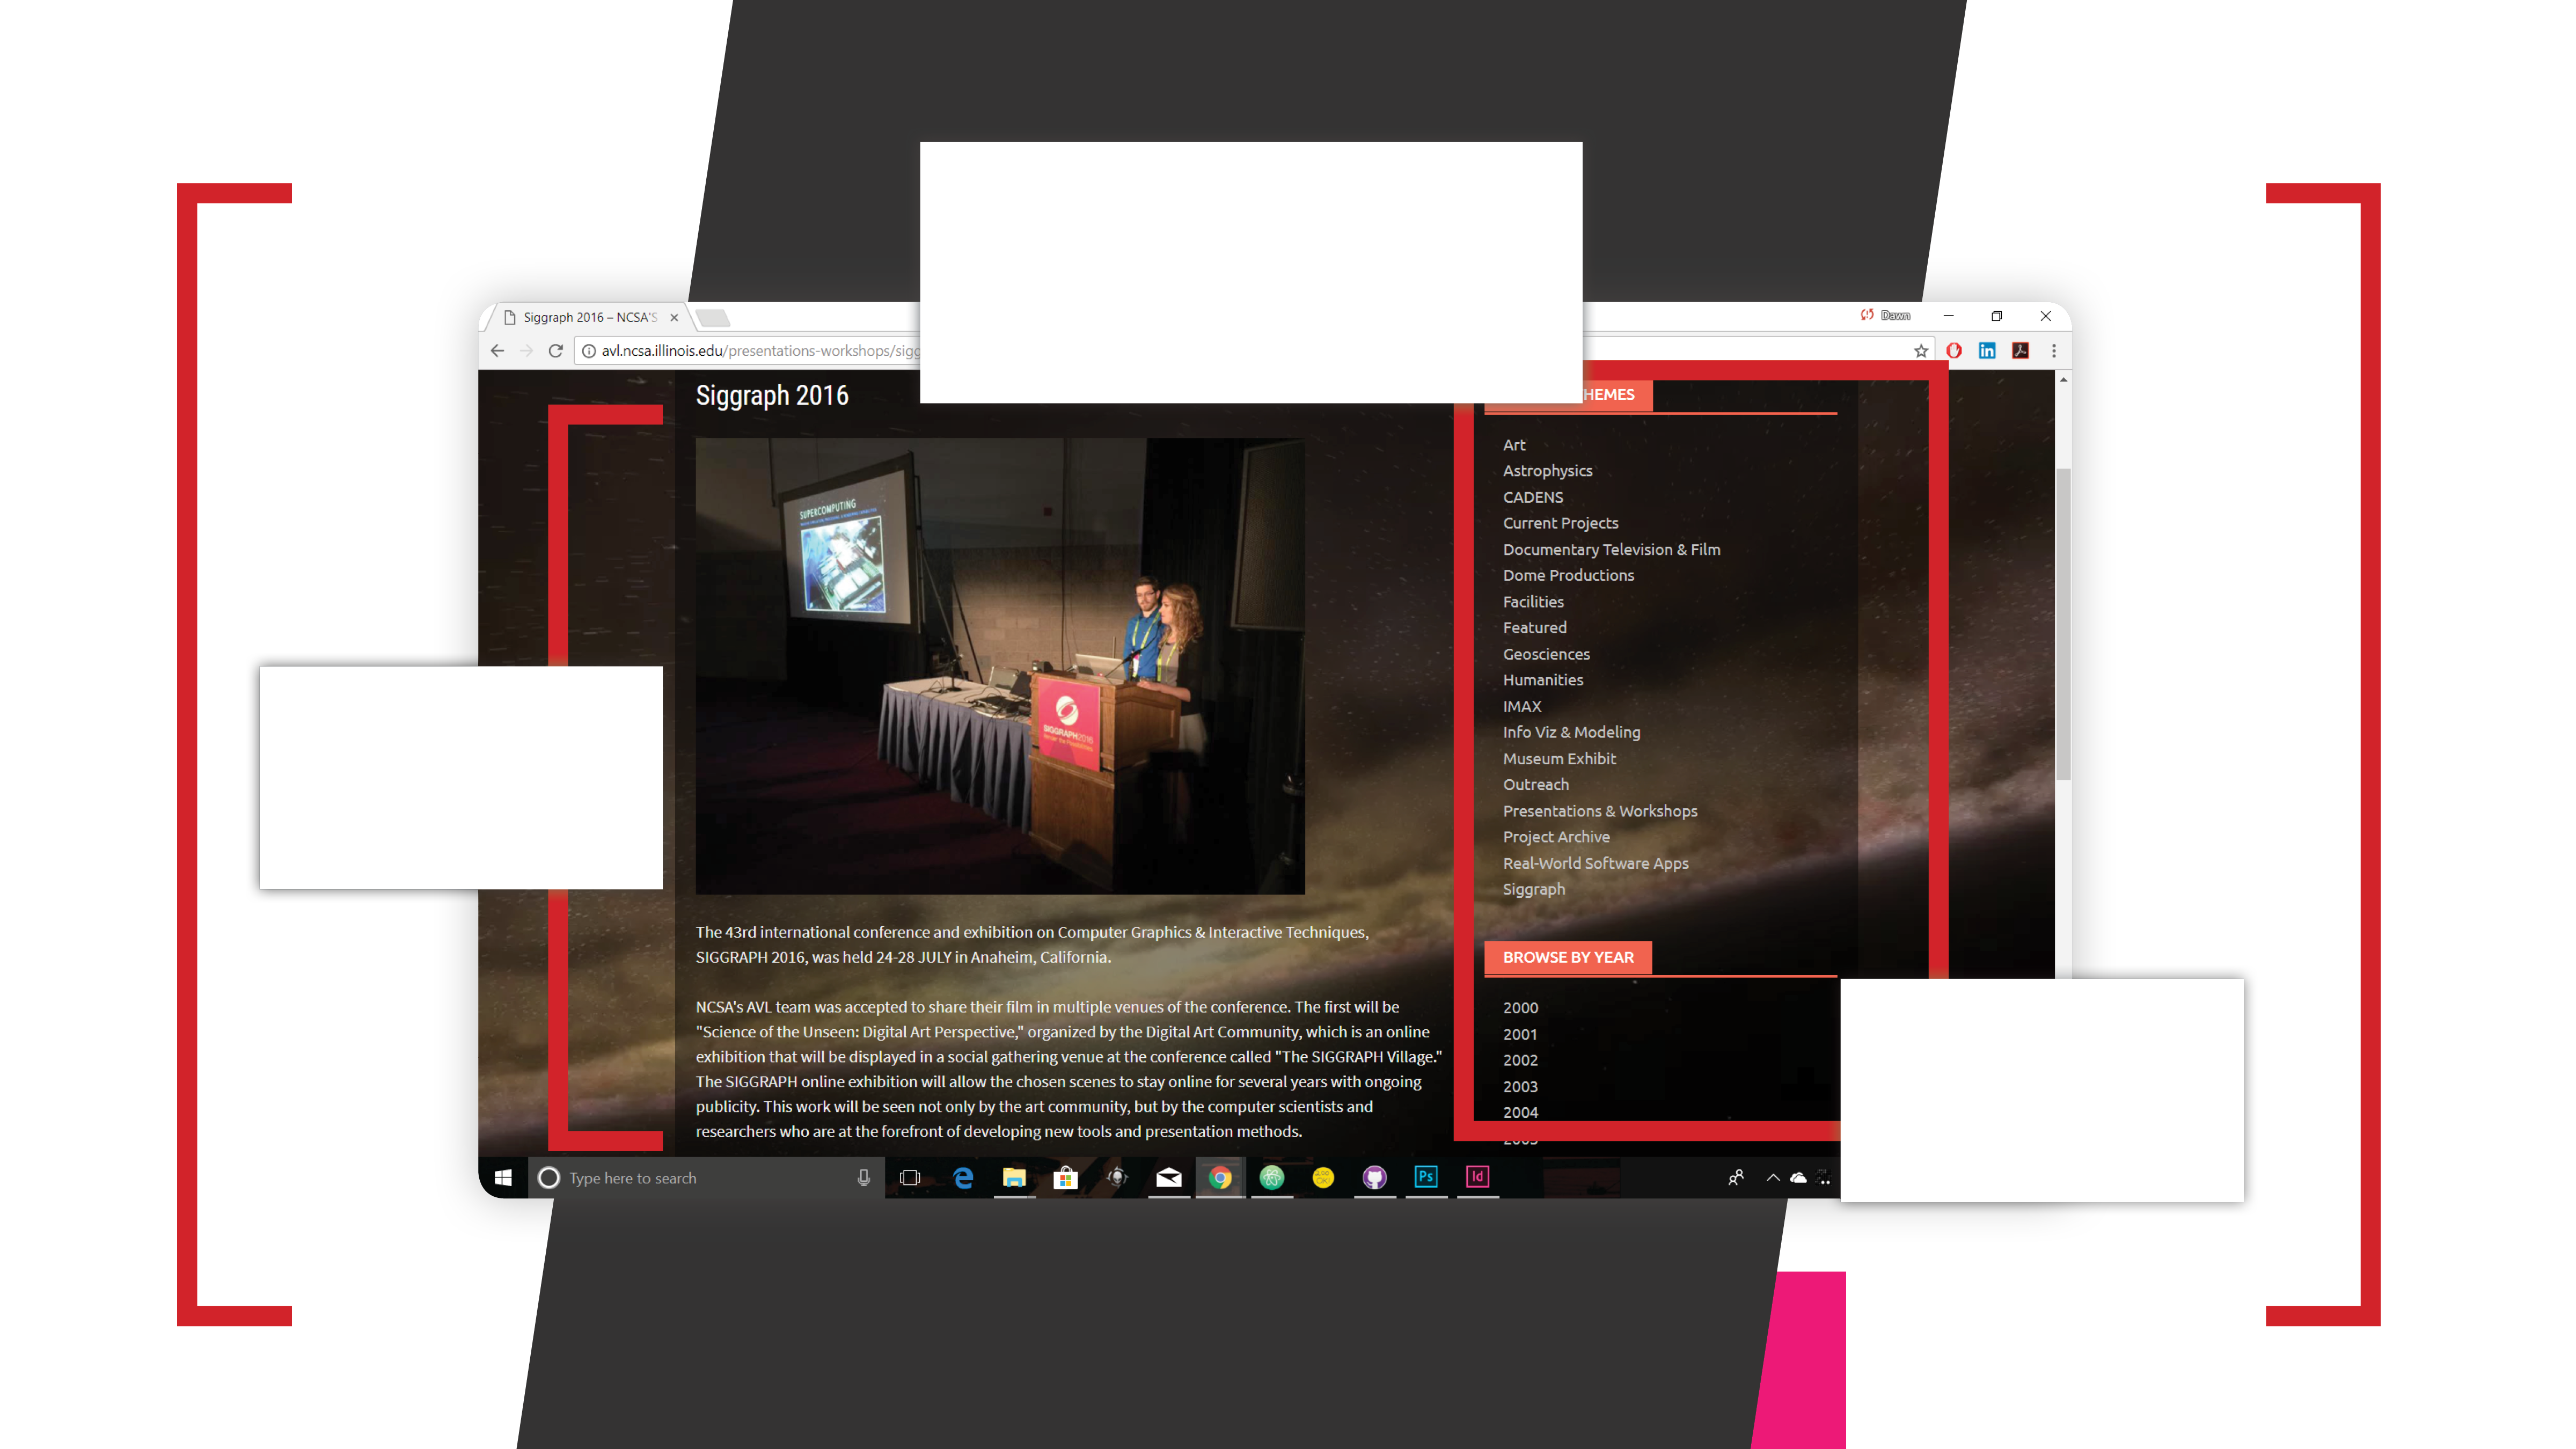 Siggraph 2016 – NCSA'S
Dawn
avl.ncsa.illinois.edu/presentations-workshops/sigg
Siggraph 2016
SUPERCOMPUTING
SIGGRAPH2016
HEMES
Art
Astrophysics
CADENS
Current Projects
Documentary Television & Film
Dome Productions
Facilities
Featured
Geosciences
Humanities
IMAX
Info Viz & Modeling
Museum Exhibit
Outreach
Presentations & Workshops
Project Archive
Real-World Software Apps
Siggraph
The 43rd international conference and exhibition on Computer Graphics & Interactive Techniques,
SIGGRAPH 2016, was held 24-28 JULY in Anaheim, California.
NCSA's AVL team was accepted to share their film in multiple venues of the conference. The first will be
"Science of the Unseen: Digital Art Perspective," organized by the Digital Art Community, which is an online
exhibition that will be displayed in a social gathering venue at the conference called "The SIGGRAPH Village."
The SIGGRAPH online exhibition will allow the chosen scenes to stay online for several years with ongoing
publicity. This work will be seen not only by the art community, but by the computer scientists and
researchers who are at the forefront of developing new tools and presentation methods.
BROWSE BY YEAR
2000
2001
2002
2003
2004
Type here to search
in
Ps
Id